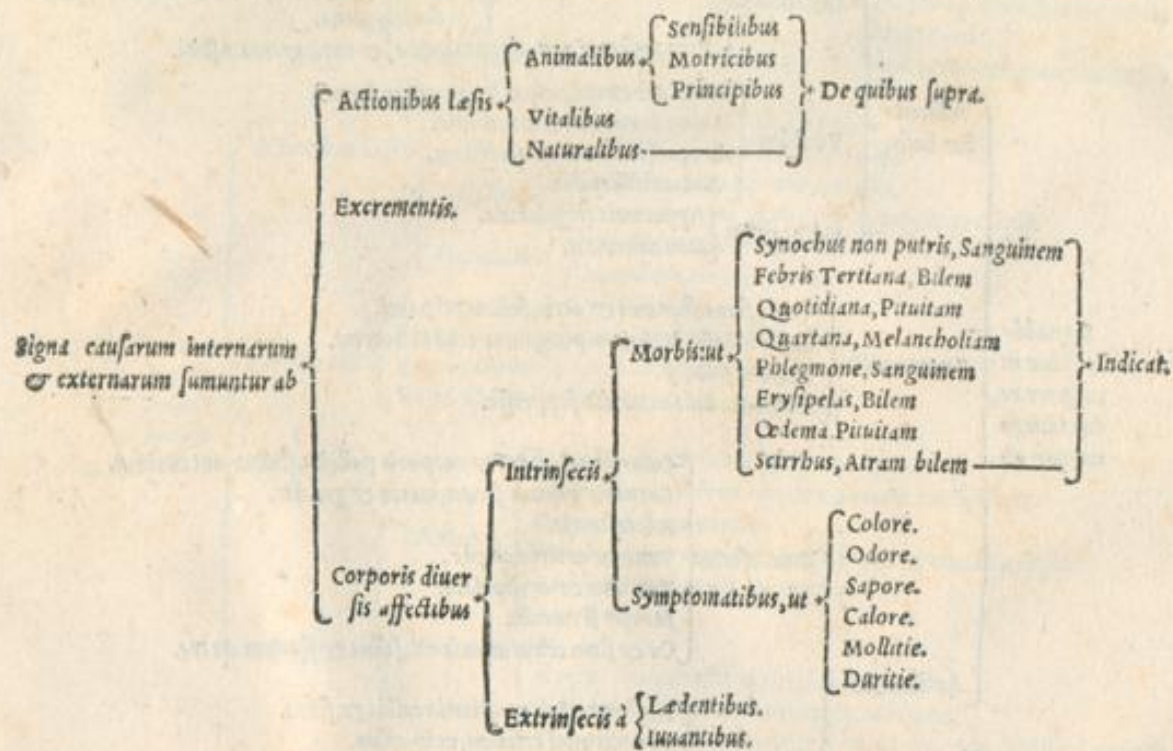 Signa cauſarum internarum
& externarum ſumuntur ab
Actionibus læſis
Animalibus
Senſibilibus
Motricibus
Principibus
Vitalibus
Naturalibus
De quibus ſupra.
Excrementis.
Corporis diuer
ſis affectibus
Intrinſecis
Morbis: ut
Synochus non putris, Sanguinem
Febris Tertiana, Bilem
Quotidiana, Pituitam
Quartana, Melancholiam
Phlegmone, Sanguinem
Eryſipelas, Bilem
Œdema Pituitam
Scirrhus, Atram bilem
Indicat.
Symptomatibus, ut
Colore.
Odore.
Sapore.
Calore.
Mollitie.
Duritie.
Extrinſecis à
Lædentibus.
Iuuantibus.